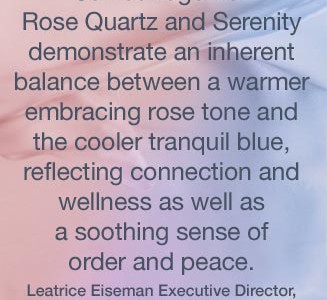 Rose Quartz and Serenity
demonstrate an inherent
balance between a warmer
embracing rose tone and
the cooler tranquil blue,
reflecting connection and
wellness as well as
a soothing sense of
order and peace.
Leatrice Eiseman Executive Director,